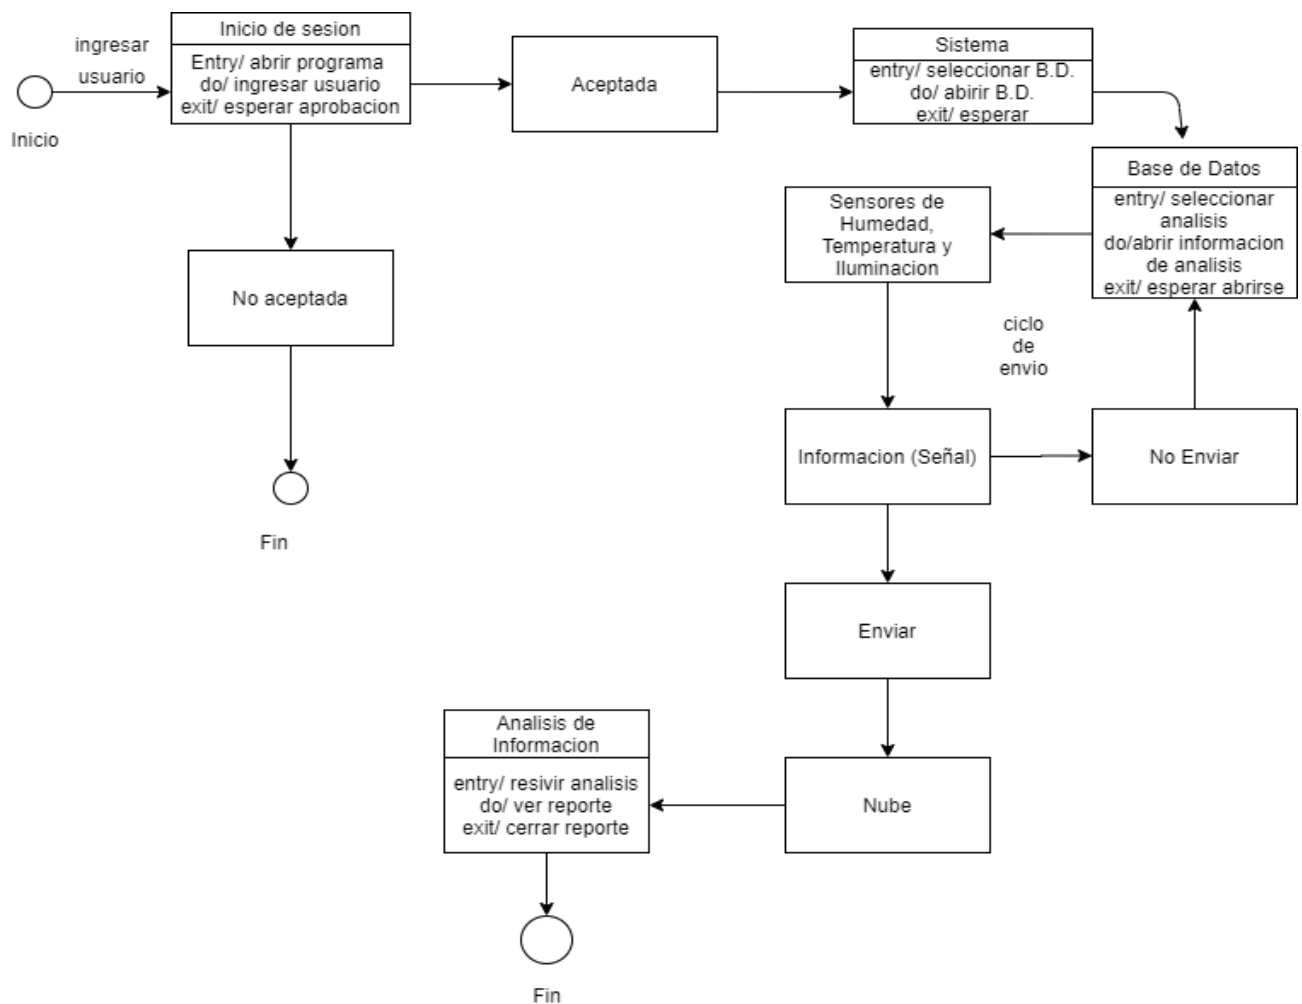 ingresar
usuario
Inicio
Inicio de sesion
Entry/ abrir programa
do/ ingresar usuario
exit/ esperar aprobacion
Aceptada
Sistema
entry/ seleccionar B.D.
do/ abirir B.D.
exit/ esperar
Base de Datos
entry/ seleccionar
analisis
do/abrir informacion
de analisis
exit/ esperar abrirse
Sensores de
Humedad,
Temperatura y
Iluminacion
No aceptada
Fin
ciclo
de
envio
Informacion (Señal)
No Enviar
Enviar
Nube
Analisis de
Informacion
entry/ resivir analisis
do/ ver reporte
exit/ cerrar reporte
Fin